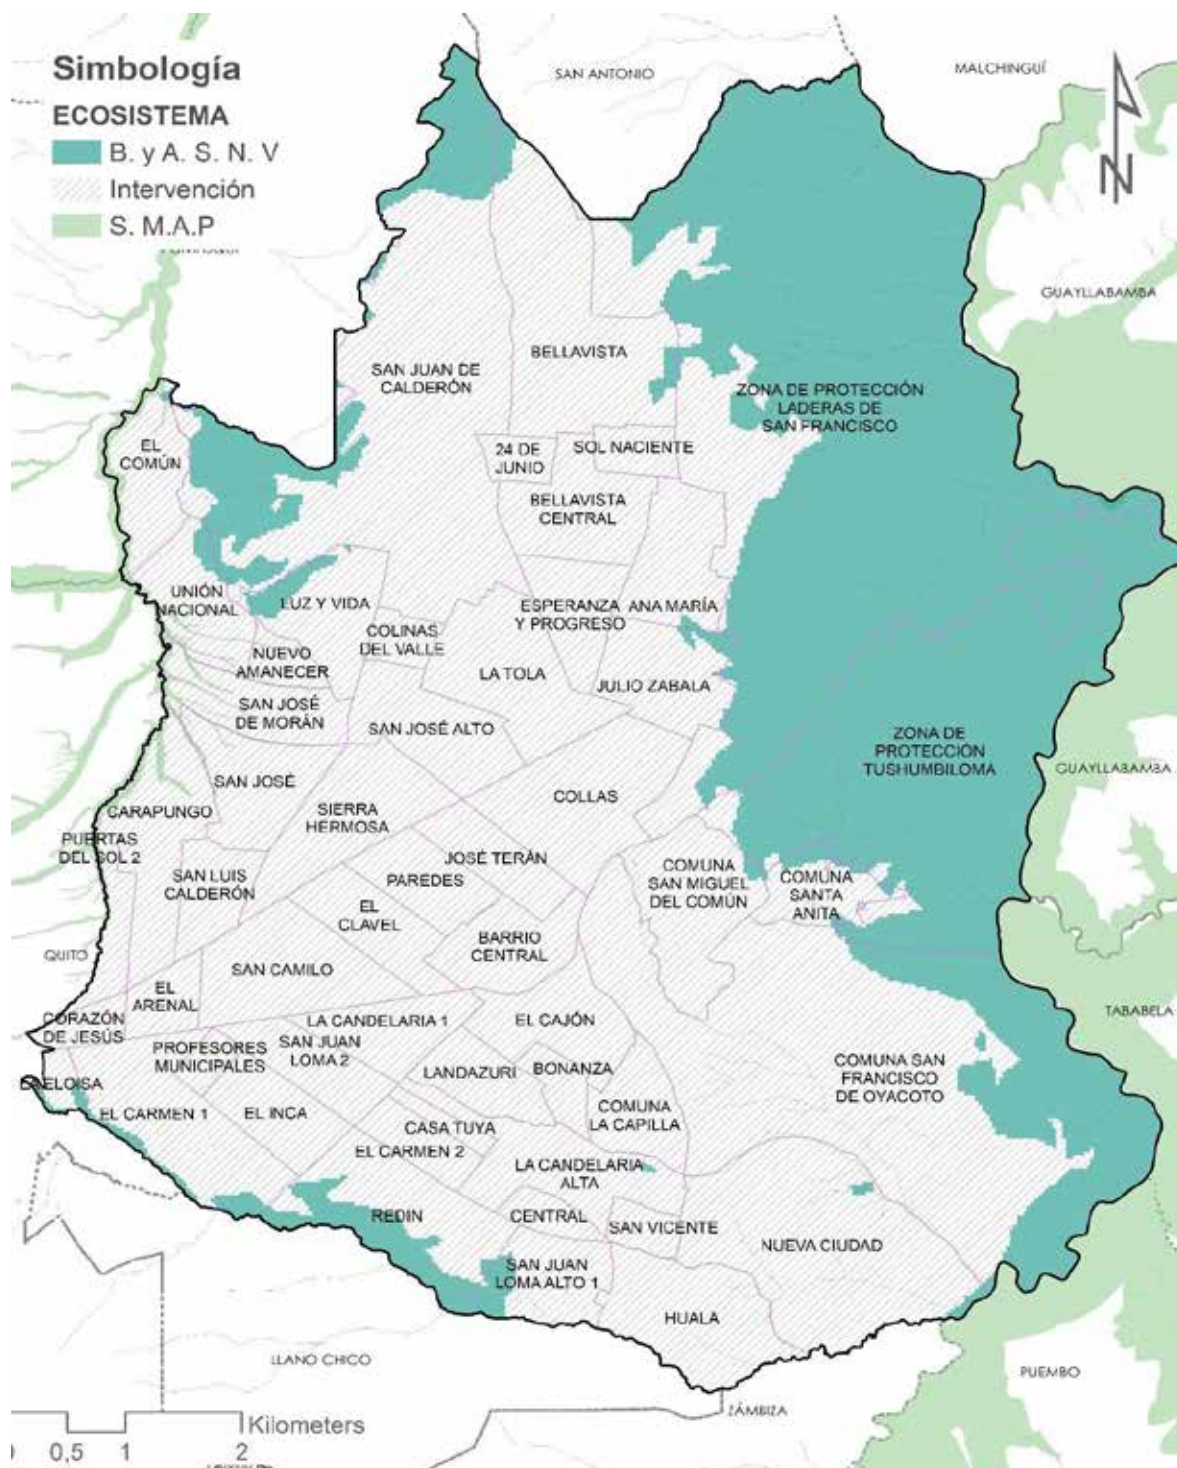 Simbología
ECOSISTEMA
B. y A. S. N. V
Intervención
S. M. A. P
SAN ANTONIO
MALCHINGUÍ
N
GUAYLLABAMBA
BELLAVISTA
SAN JUAN DE
CALDERÓN
ZONA DE PROTECCIÓN
LADERAS DE
SAN FRANCISCO
EL
COMÚN
24 DE
JUNIO
SOL NACIENTE
BELLAVISTA
CENTRAL
UNIÓN
NACIONAL
LUZ Y VIDA
COLINAS
DEL VALLE
ESPERANZA
Y PROGRESO
ANA MARÍA
NUEVO
AMANECER
LA TOLA
JULIO ZABALA
SAN JOSÉ
DE MORÁN
SAN JOSÉ ALTO
ZONA DE
PROTECCIÓN
TUSHUMBILOMA
GUAYLLABAMBA
SAN JOSÉ
COLLAS
CARAPUNGO
SIERRA
HERMOSA
PUERTAS
DEL SOL 2
JOSÉ TERÁN
SAN LUIS
CALDERÓN
PAREDES
COMUNA
SAN MIGUEL
DEL COMÚN
COMUNA
SANTA
ANITA
EL
CLAVEL
BARRIO
CENTRAL
QUITO
SAN CAMILO
EL
ARENAL
TABABELA
CORAZÓN
DE JESÚS
LA CANDELARIA 1
EL CAJÓN
PROFESORES
MUNICIPALES
SAN JUAN
LOMA 2
LANDAZURI
BONANZA
COMUNA SAN
FRANCISCO
DE OYACOTO
ELOISA
EL CARMEN 1
EL INCA
COMUNA
LA CAPILLA
CASA TUYA
EL CARMEN 2
LA CANDELARIA
ALTA
REDIN
CENTRAL
SAN VICENTE
NUEVA CIUDAD
SAN JUAN
LOMA ALTO 1
HUALA
LLANO CHICO
PUEMBO
ZÁMBIZA
Kilometers
0,5 1 2